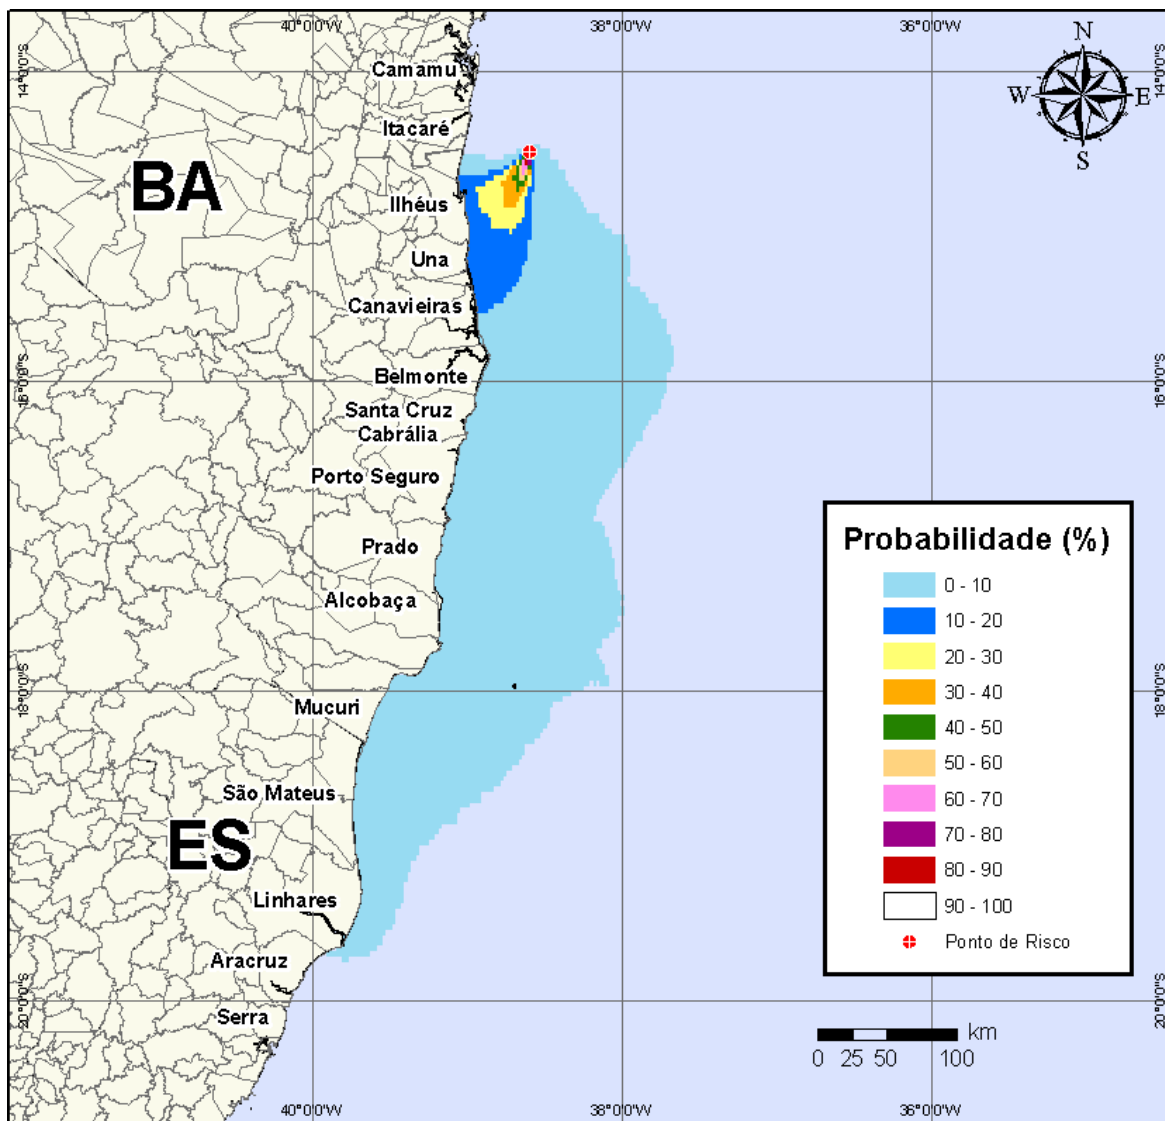 40°0'0"W
38°0'0"W
36°0'0"W
N
W
E
S
14°0'0"S
14°0'0"S
Camamu
Itacaré
BA
Ilhéus
Una
Canavieiras
16°0'0"S
16°0'0"S
Belmonte
Santa Cruz
Cabrália
Porto Seguro
Prado
Alcobaça
18°0'0"S
18°0'0"S
Mucuri
São Mateus
ES
Linhares
Aracruz
20°0'0"S
20°0'0"S
Serra
Probabilidade (%)
0 - 10
10 - 20
20 - 30
30 - 40
40 - 50
50 - 60
60 - 70
70 - 80
80 - 90
90 - 100
Ponto de Risco
km
0 25 50 100
40°0'0"W
38°0'0"W
36°0'0"W